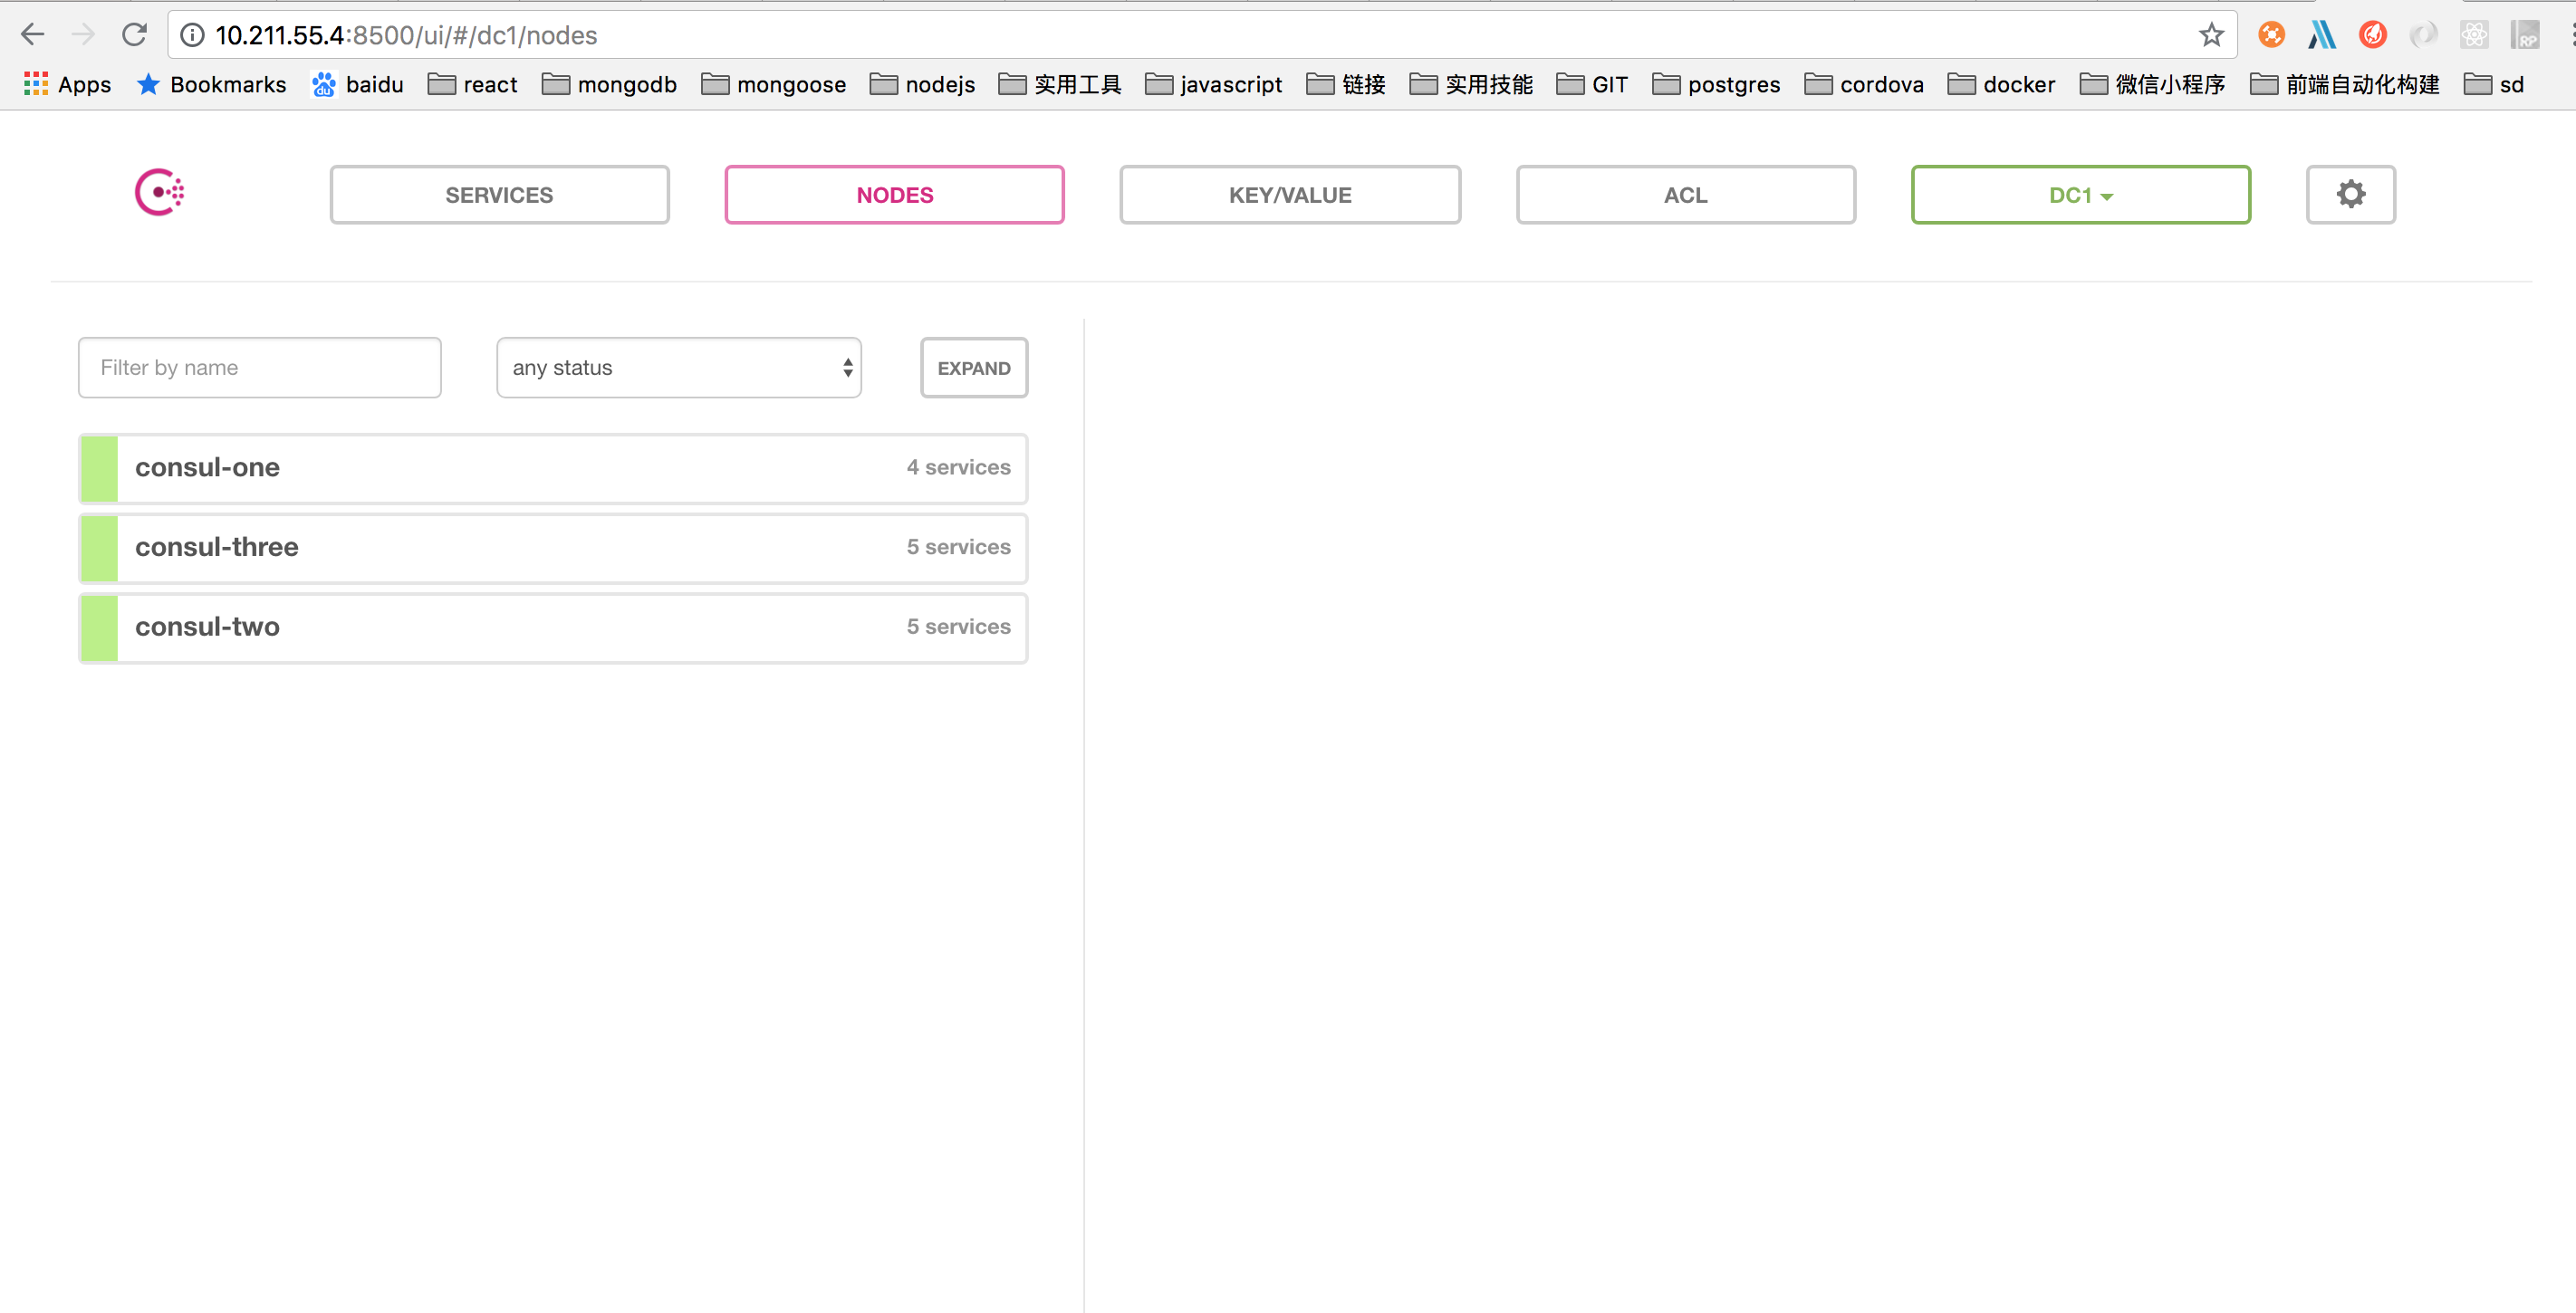 10.211.55.4:8500/ui/#/dc1/nodes
Apps Bookmarks du baidu react mongodb mongoose nodejs 实用工具 javascript 链接 实用技能 GIT postgres cordova docker 微信小程序 前端自动化构建 sd
SERVICES NODES KEY/VALUE ACL DC1
Filter by name any status EXPAND
consul-one 4 services
consul-three 5 services
consul-two 5 services
RP